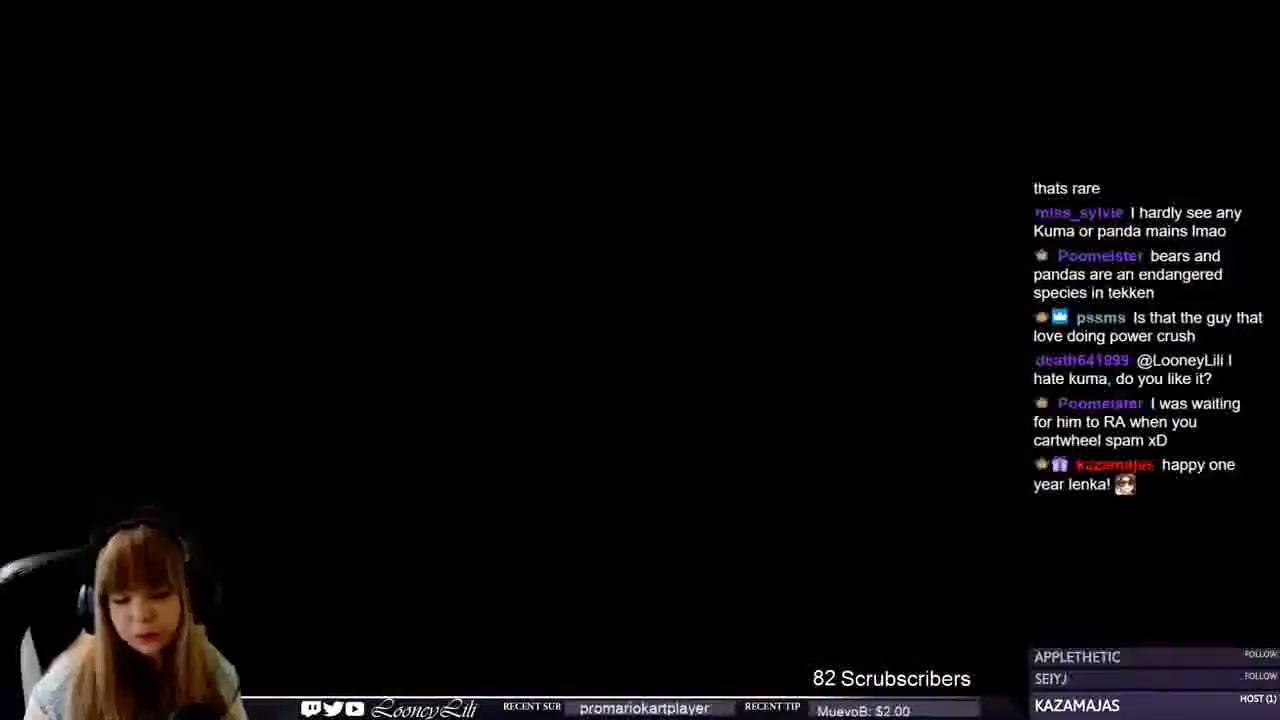 thats rare
miss_sylvie I hardly see any
Kuma or panda mains lmao
Poomeister bears and
pandas are an endangered
species in tekken
pssms Is that the guy that
love doing power crush
death641999 @LooneyLili I
hate kuma, do you like it?
Poomeister I was waiting
for him to RA when you
cartwheel spam xD
kazamajas happy one
year lenka!
APPLETHETIC FOLLOW
SEIYJ FOLLOW
KAZAMAJAS HOST (1)
82 Scrubscribers
LooneyLili RECENT SUB promariokartplayer RECENT TIP MuevoB: $2.00